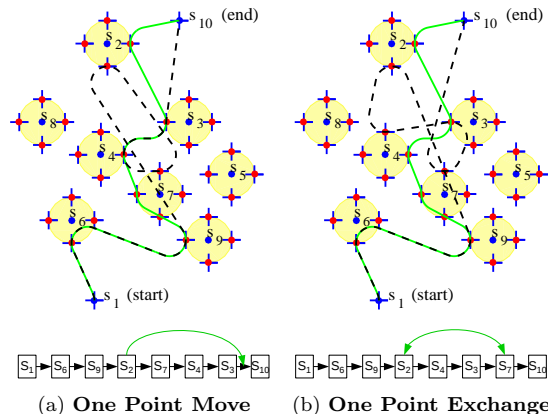 s10 (end) s10 (end)
s2 s2
s8 s3 s8 s3
s4 s4
s5 s5
s7 s7
s6 s6
s9 s9
s1 (start) s1 (start)
S1 S6 S9 S2 S7 S4 S3 S10 S1 S6 S9 S2 S4 S3 S7 S10
(a) One Point Move (b) One Point Exchange